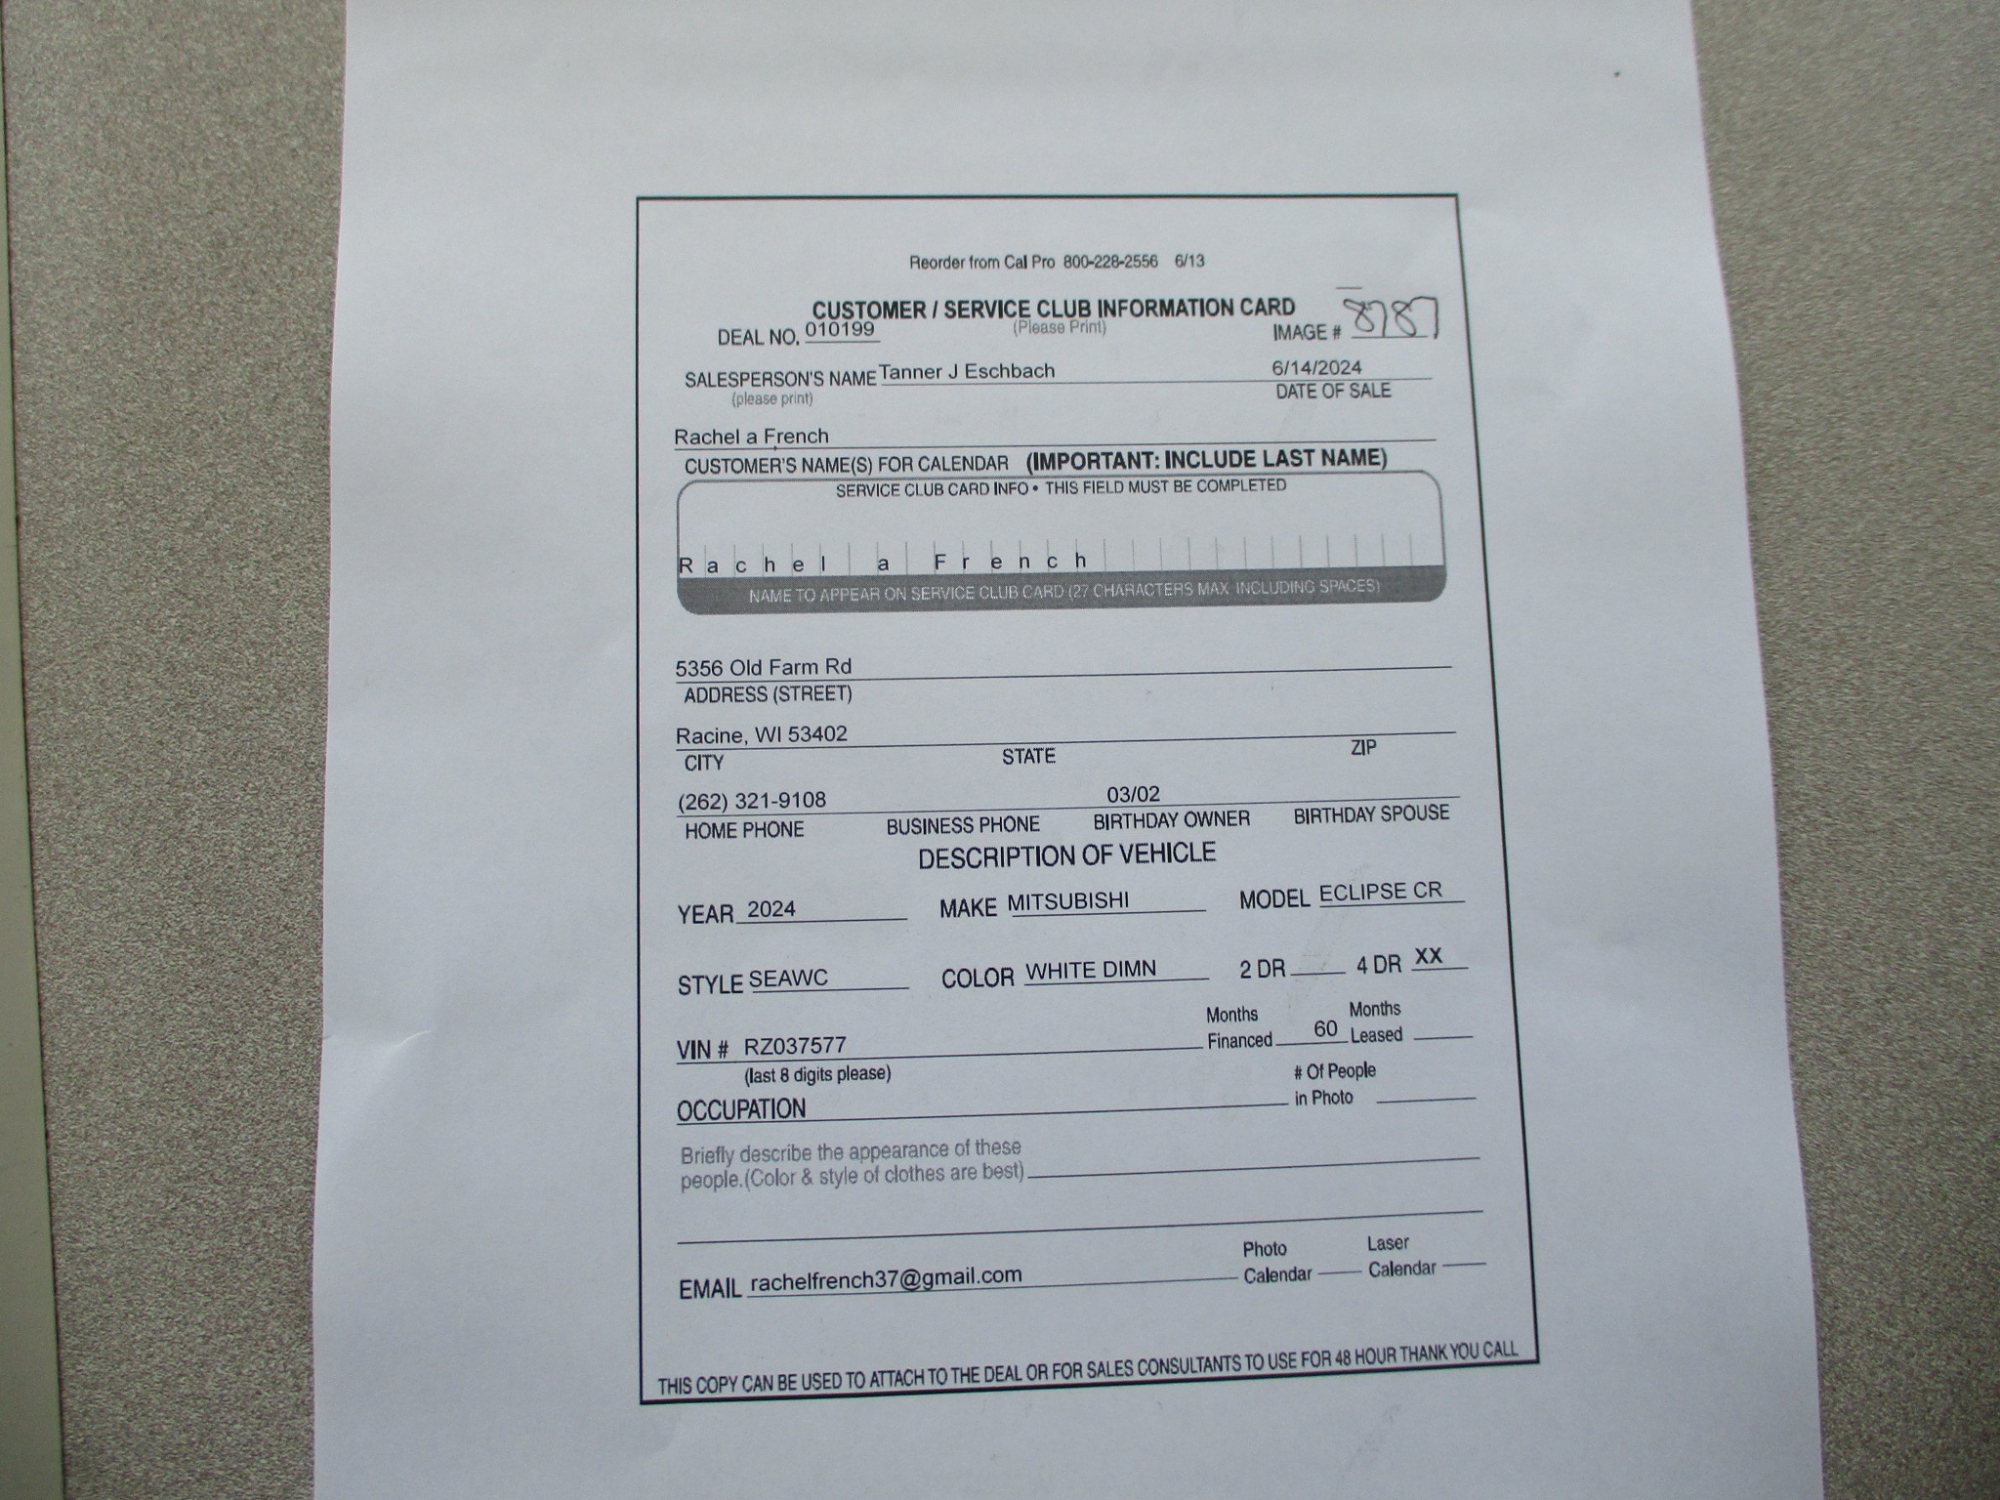 Reorder from Cal Pro 800-228-2556 6/13
CUSTOMER / SERVICE CLUB INFORMATION CARD
DEAL NO. 010199 (Please Print) IMAGE # 8787
SALESPERSON'S NAME Tanner J Eschbach 6/14/2024
(please print) DATE OF SALE
Rachel a French
CUSTOMER'S NAME(S) FOR CALENDAR (IMPORTANT: INCLUDE LAST NAME)
SERVICE CLUB CARD INFO • THIS FIELD MUST BE COMPLETED
R a c h e l a F r e n c h
NAME TO APPEAR ON SERVICE CLUB CARD (27 CHARACTERS MAX INCLUDING SPACES)
5356 Old Farm Rd
ADDRESS (STREET)
Racine, WI 53402
CITY STATE ZIP
(262) 321-9108 03/02
HOME PHONE BUSINESS PHONE BIRTHDAY OWNER BIRTHDAY SPOUSE
DESCRIPTION OF VEHICLE
YEAR 2024 MAKE MITSUBISHI MODEL ECLIPSE CR
STYLE SEAWC COLOR WHITE DIMN 2 DR 4 DR XX
Months Months
VIN # RZ037577 Financed 60 Leased
(last 8 digits please) # Of People
OCCUPATION in Photo
Briefly describe the appearance of these
people.(Color & style of clothes are best)
Photo Laser
EMAIL rachelfrench37@gmail.com Calendar Calendar
THIS COPY CAN BE USED TO ATTACH TO THE DEAL OR FOR SALES CONSULTANTS TO USE FOR 48 HOUR THANK YOU CALL